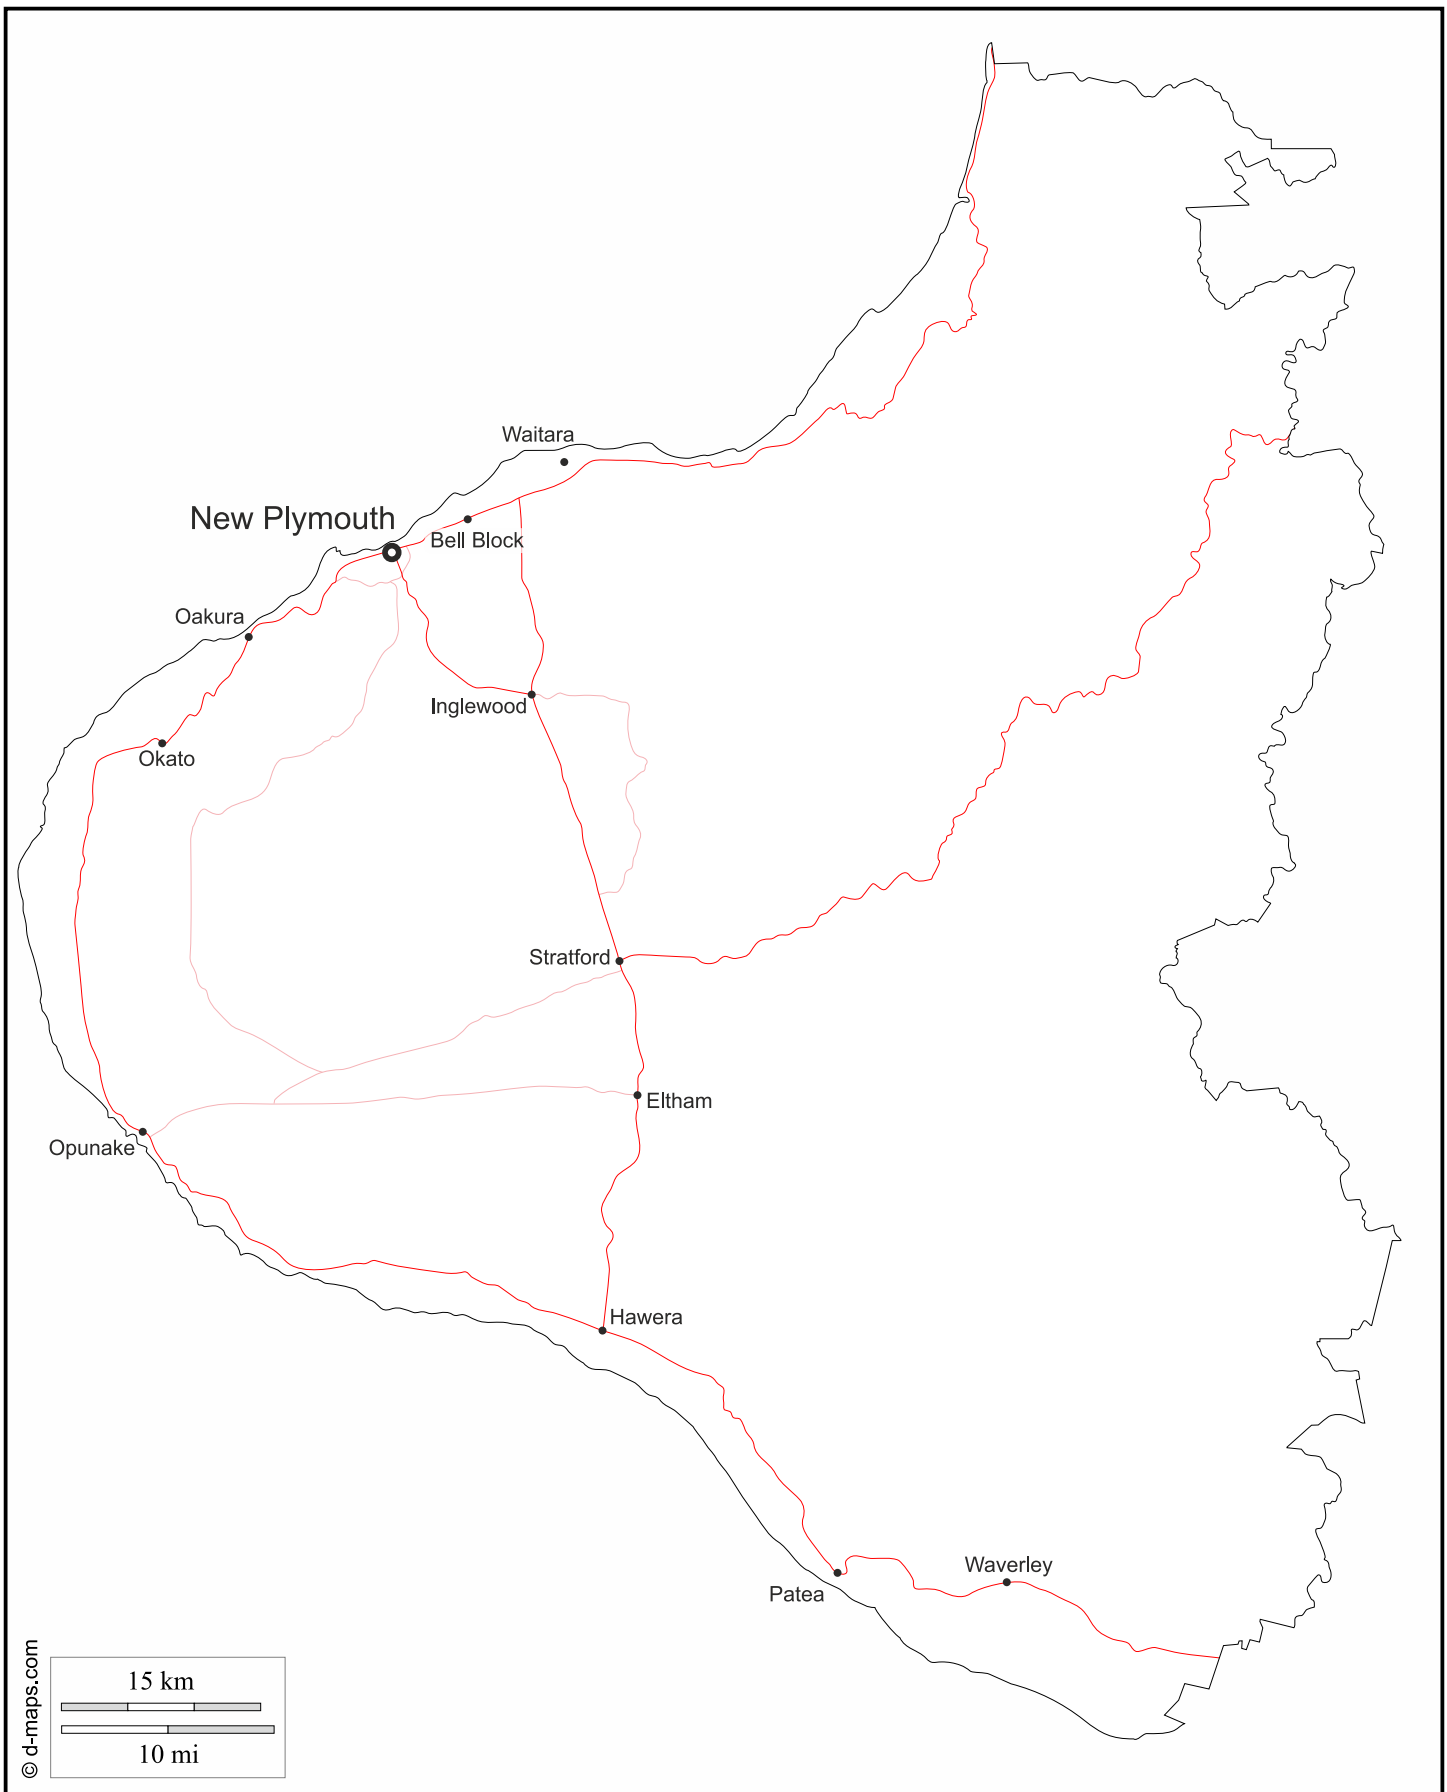 Waitara
New Plymouth
Bell Block
Oakura
Inglewood
Okato
Stratford
Eltham
Opunake
Hawera
Waverley
Patea
15 km
10 mi
© d-maps.com